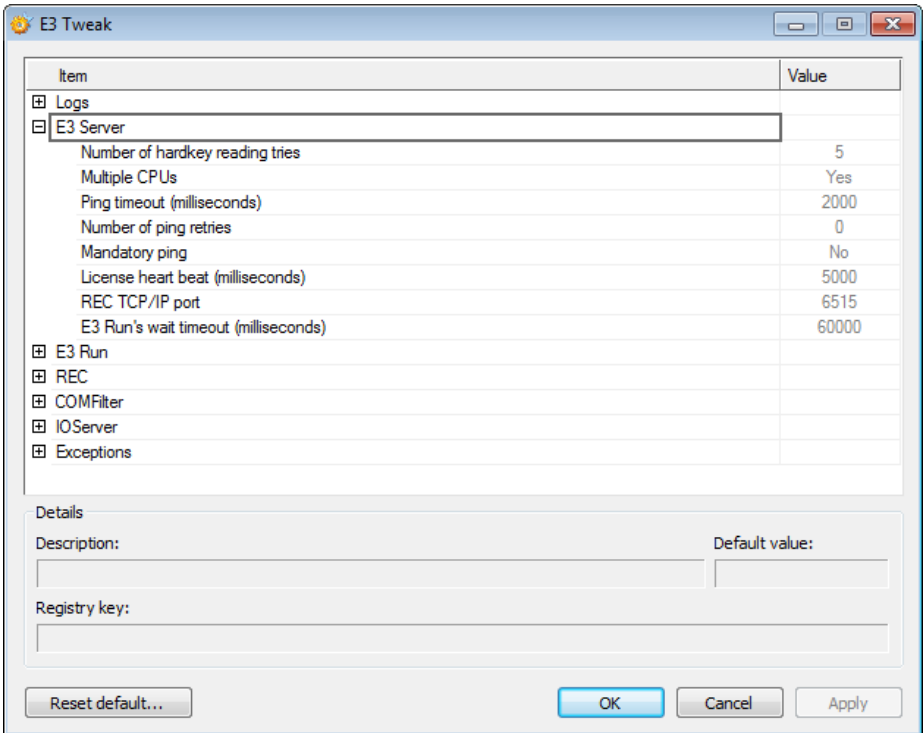 E3 Tweak
Item Value
Logs
E3 Server
Number of hardkey reading tries 5
Multiple CPUs Yes
Ping timeout (milliseconds) 2000
Number of ping retries 0
Mandatory ping No
License heart beat (milliseconds) 5000
REC TCP/IP port 6515
E3 Run's wait timeout (milliseconds) 60000
E3 Run
REC
COMFilter
IOServer
Exceptions
Details
Description: Default value:
Registry key:
Reset default... OK Cancel Apply